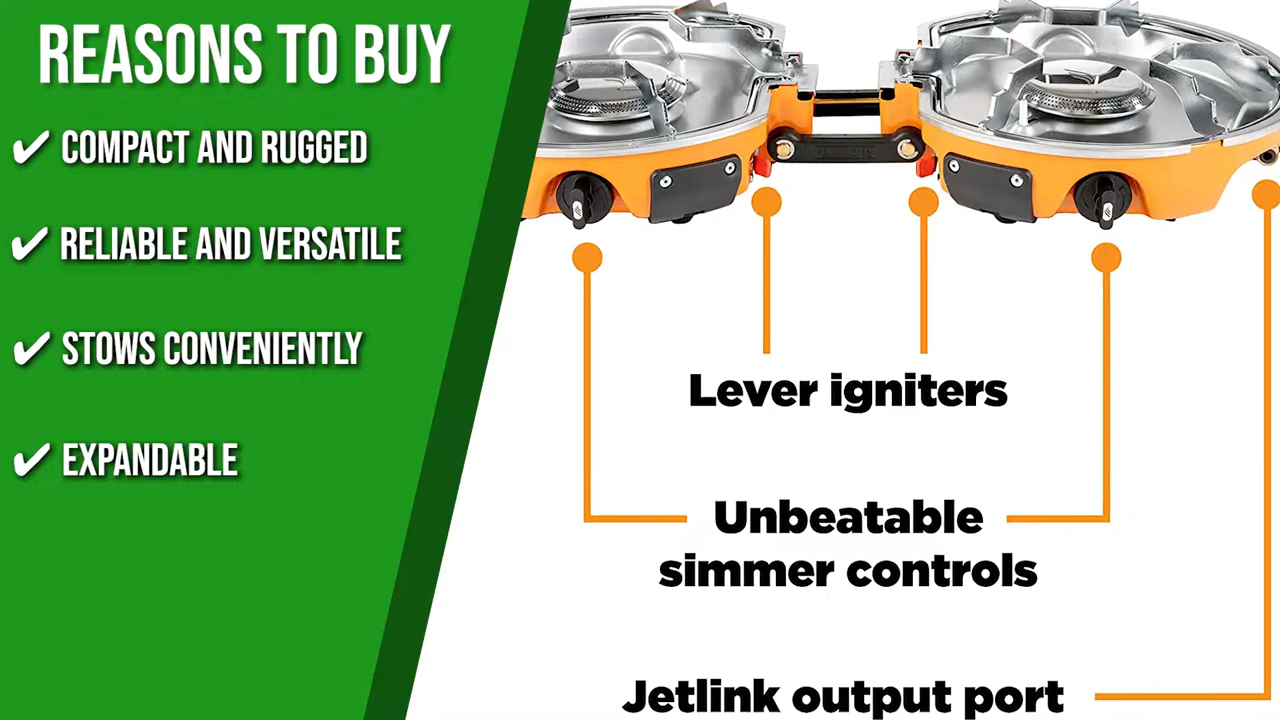 REASONS TO BUY
✔ COMPACT AND RUGGED
✔ RELIABLE AND VERSATILE
✔ STOWS CONVENIENTLY
✔ EXPANDABLE
Lever igniters
Unbeatable
simmer controls
Jetlink output port